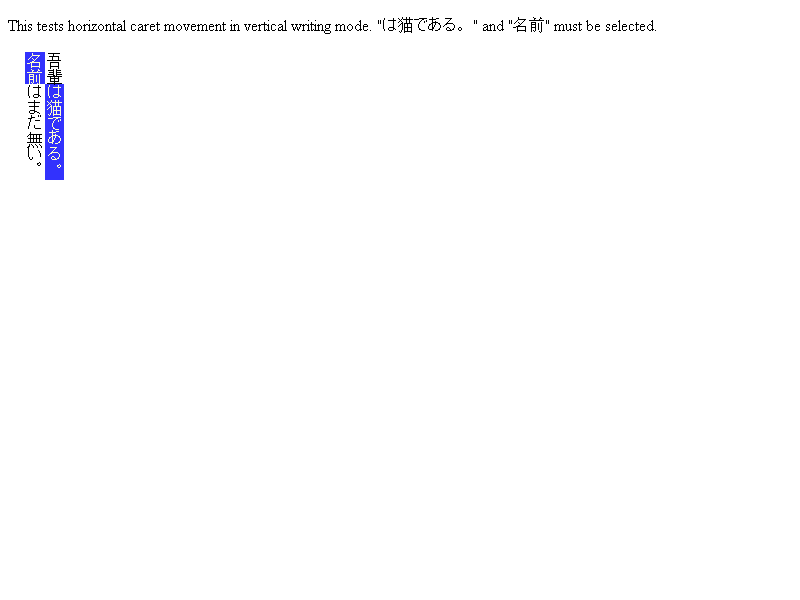 This tests horizontal caret movement in vertical writing mode. "は猫である。" and "名前" must be selected.
吾輩は猫である。
名前はまだ無い。